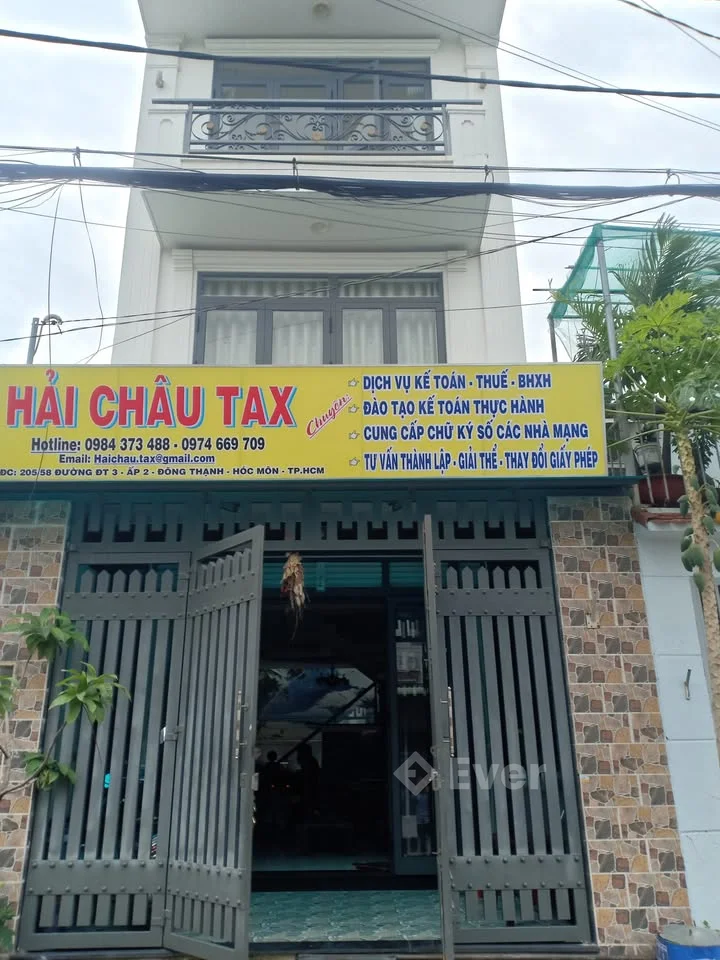 HẢI CHÂU TAX
Hotline: 0984 373 488 - 0974 669 709
Email: Haichau.tax@gmail.com
ĐC: 205/58 ĐƯỜNG ĐT 3 - ẤP 2 - ĐÔNG THẠNH - HÓC MÔN - TP.HCM
Chuyên
DỊCH VỤ KẾ TOÁN - THUẾ - BHXH
ĐÀO TẠO KẾ TOÁN THỰC HÀNH
CUNG CẤP CHỮ KÝ SỐ CÁC NHÀ MẠNG
TƯ VẤN THÀNH LẬP - GIẢI THỂ - THAY ĐỔI GIẤY PHÉP
Ever